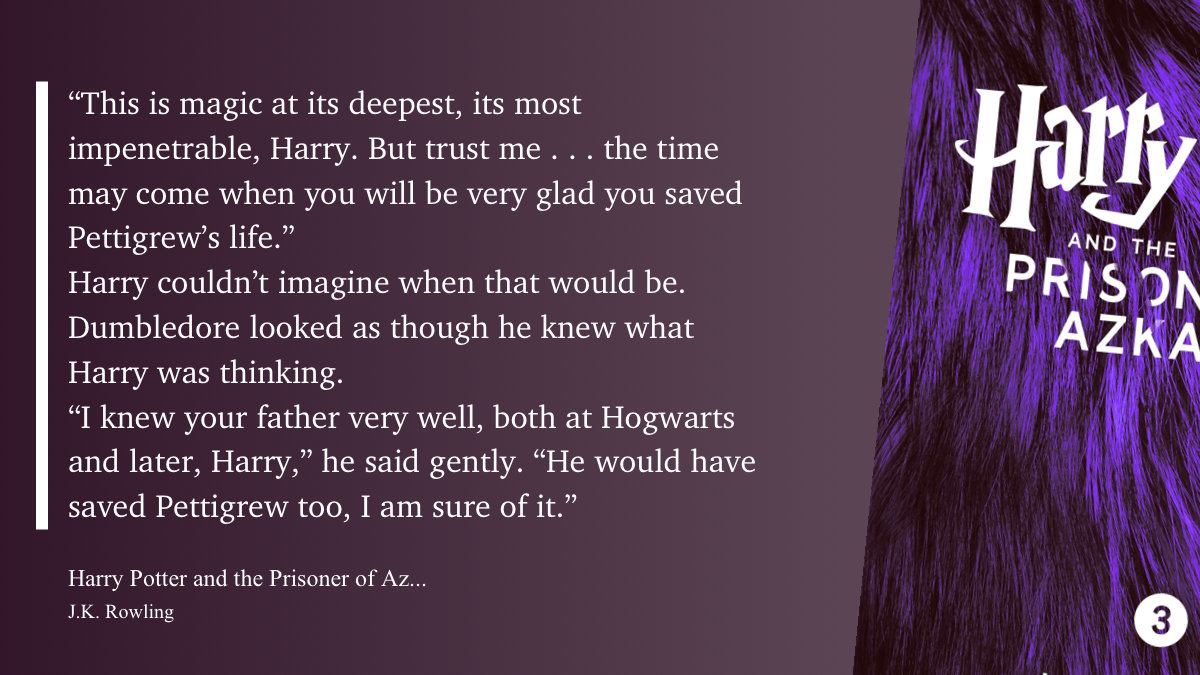 “This is magic at its deepest, its most
impenetrable, Harry. But trust me . . . the time
may come when you will be very glad you saved
Pettigrew’s life.”
Harry couldn’t imagine when that would be.
Dumbledore looked as though he knew what
Harry was thinking.
“I knew your father very well, both at Hogwarts
and later, Harry,” he said gently. “He would have
saved Pettigrew too, I am sure of it.”
Harry Potter and the Prisoner of Az...
J.K. Rowling
Harry
AND THE
PRISON
AZKA
3